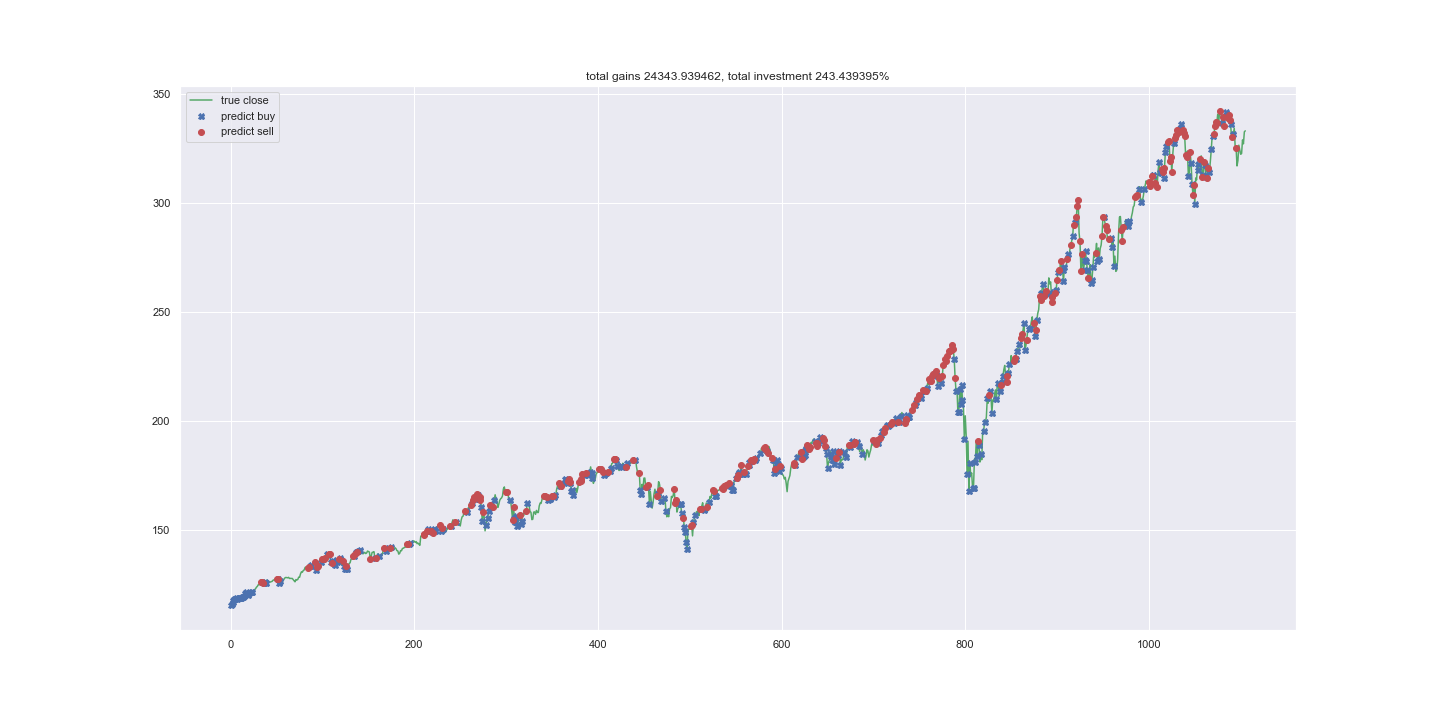 total gains 24343.939462, total investment 243.439395%
true close
predict buy
predict sell
350
300
250
200
150
0 200 400 600 800 1000